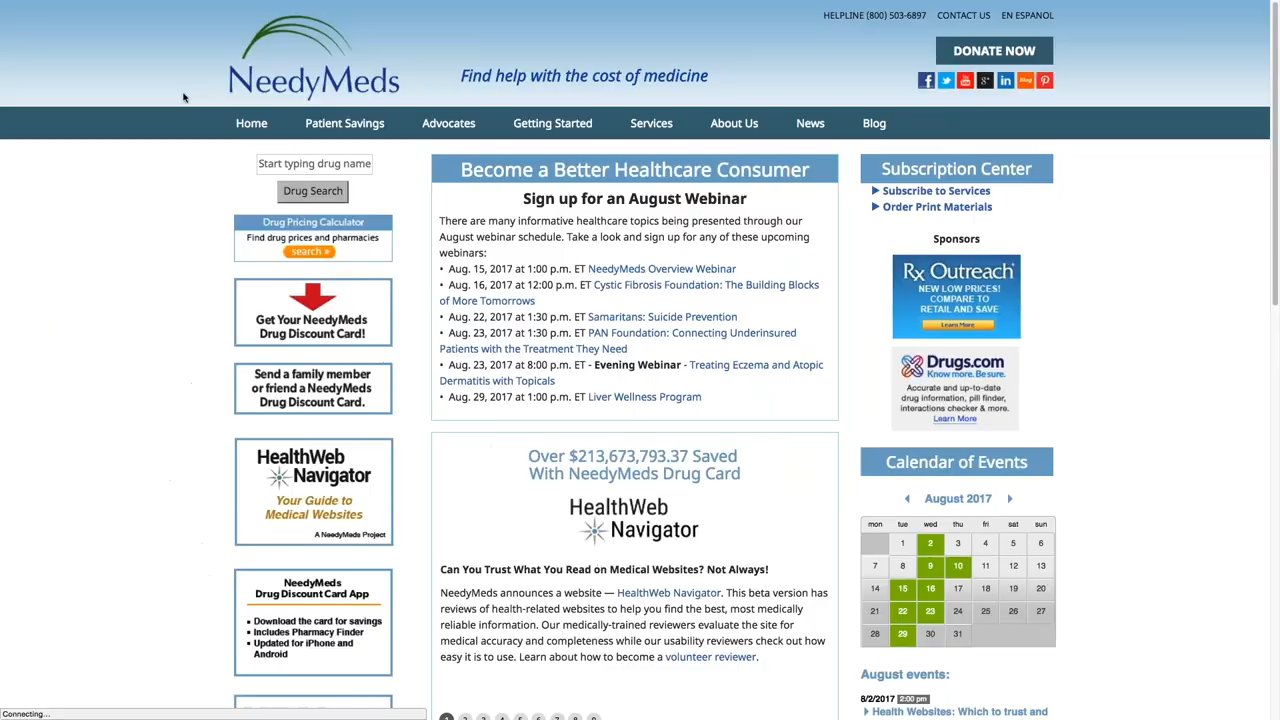 HELPLINE (800) 503-6897 CONTACT US EN ESPANOL
NeedyMeds
Find help with the cost of medicine
DONATE NOW
Blog
Home Patient Savings Advocates Getting Started Services About Us News Blog
Start typing drug name
Drug Search
Drug Pricing Calculator
Find drug prices and pharmacies
search »
Get Your NeedyMeds
Drug Discount Card!
Send a family member
or friend a NeedyMeds
Drug Discount Card.
HealthWeb
Navigator
Your Guide to
Medical Websites
A NeedyMeds Project
NeedyMeds
Drug Discount Card App
• Download the card for savings
• Includes Pharmacy Finder
• Updated for iPhone and
Android
Become a Better Healthcare Consumer
Sign up for an August Webinar
There are many informative healthcare topics being presented through our
August webinar schedule. Take a look and sign up for any of these upcoming
webinars:
• Aug. 15, 2017 at 1:00 p.m. ET NeedyMeds Overview Webinar
• Aug. 16, 2017 at 12:00 p.m. ET Cystic Fibrosis Foundation: The Building Blocks
of More Tomorrows
• Aug. 22, 2017 at 1:30 p.m. ET Samaritans: Suicide Prevention
• Aug. 23, 2017 at 1:30 p.m. ET PAN Foundation: Connecting Underinsured
Patients with the Treatment They Need
• Aug. 23, 2017 at 8:00 p.m. ET - Evening Webinar - Treating Eczema and Atopic
Dermatitis with Topicals
• Aug. 29, 2017 at 1:00 p.m. ET Liver Wellness Program
Over $213,673,793.37 Saved
With NeedyMeds Drug Card
HealthWeb
Navigator
Can You Trust What You Read on Medical Websites? Not Always!
NeedyMeds announces a website — HealthWeb Navigator. This beta version has
reviews of health-related websites to help you find the best, most medically
reliable information. Our medically-trained reviewers evaluate the site for
medical accuracy and completeness while our usability reviewers check out how
easy it is to use. Learn about how to become a volunteer reviewer.
1 2 3 4 5 6 7 8 9
Subscription Center
Subscribe to Services
Order Print Materials
Sponsors
Rx Outreach
NEW LOW PRICES!
COMPARE TO
RETAIL AND SAVE
Learn More
Drugs.com
Know more. Be sure.
Accurate and up-to-date
drug information, pill finder,
interactions checker & more.
Learn More
Calendar of Events
August 2017
mon tue wed thu fri sat sun
1 2 3 4 5 6
7 8 9 10 11 12 13
14 15 16 17 18 19 20
21 22 23 24 25 26 27
28 29 30 31
August events:
8/2/2017 2:00 pm
Health Websites: Which to trust and
Connecting...